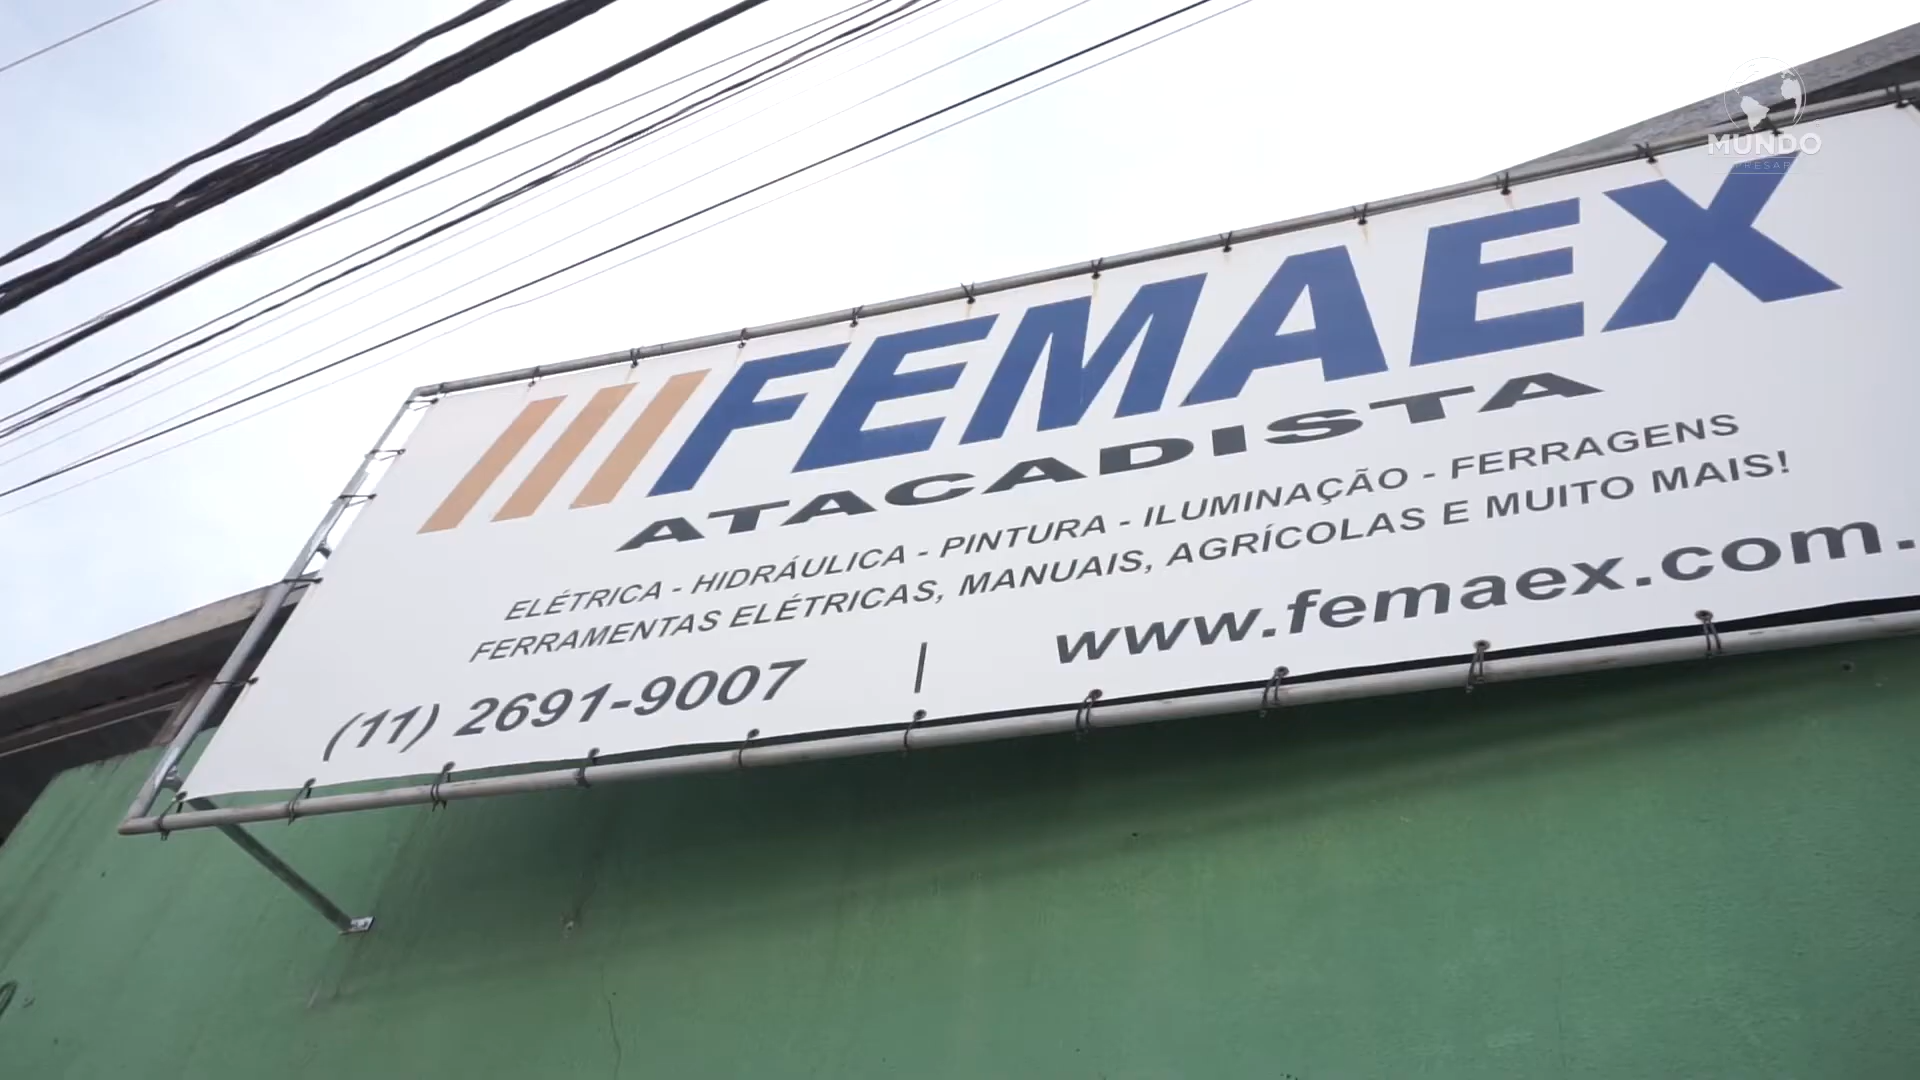 MUNDO
FEMAEX
ATACADISTA
ELÉTRICA - HIDRÁULICA - PINTURA - ILUMINAÇÃO - FERRAGENS
FERRAMENTAS ELÉTRICAS, MANUAIS, AGRÍCOLAS E MUITO MAIS!
(11) 2691-9007 | www.femaex.com.